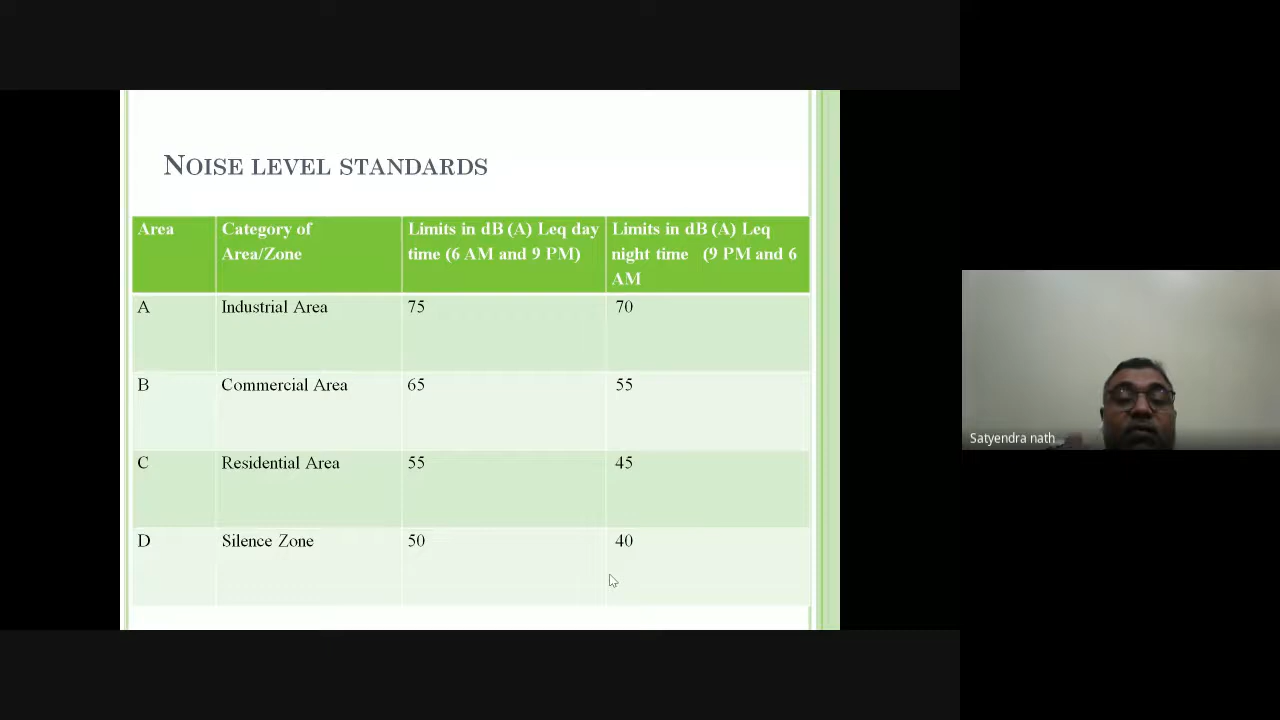 NOISE LEVEL STANDARDS
Area
Category of
Area/Zone
Limits in dB (A) Leq day
time (6 AM and 9 PM)
Limits in dB (A) Leq
night time (9 PM and 6
AM
A
Industrial Area
75
70
B
Commercial Area
65
55
C
Residential Area
55
45
D
Silence Zone
50
40
Satyendra nath